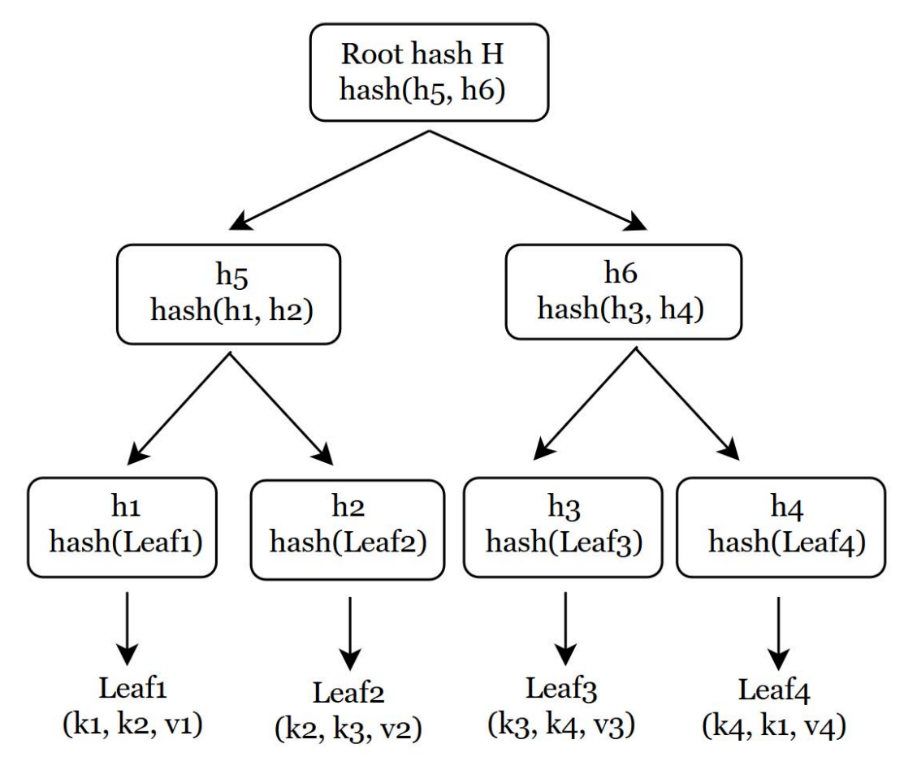 Root hash H
hash(h5, h6)
h5
hash(h1, h2)
h6
hash(h3, h4)
h1
hash(Leaf1)
h2
hash(Leaf2)
h3
hash(Leaf3)
h4
hash(Leaf4)
Leaf1
(k1, k2, v1)
Leaf2
(k2, k3, v2)
Leaf3
(k3, k4, v3)
Leaf4
(k4, k1, v4)